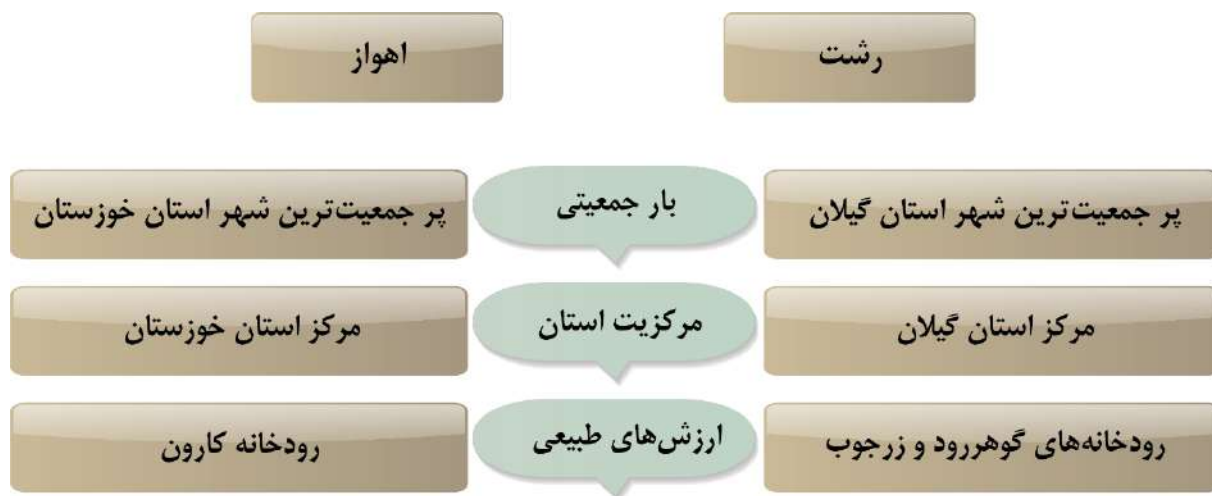 رشت
اهواز
پر جمعیت‌ترین شهر استان گیلان
بار جمعیتی
پر جمعیت‌ترین شهر استان خوزستان
مرکز استان گیلان
مرکزیت استان
مرکز استان خوزستان
رودخانه‌های گوهررود و زرجوب
ارزش‌های طبیعی
رودخانه کارون